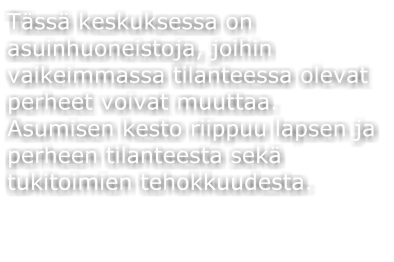 Tässä keskuksessa on
asuinhuoneistoja, joihin
vaikeimmassa tilanteessa olevat
perheet voivat muuttaa.
Asumisen kesto riippuu lapsen ja
perheen tilanteesta sekä
tukitoimien tehokkuudesta.